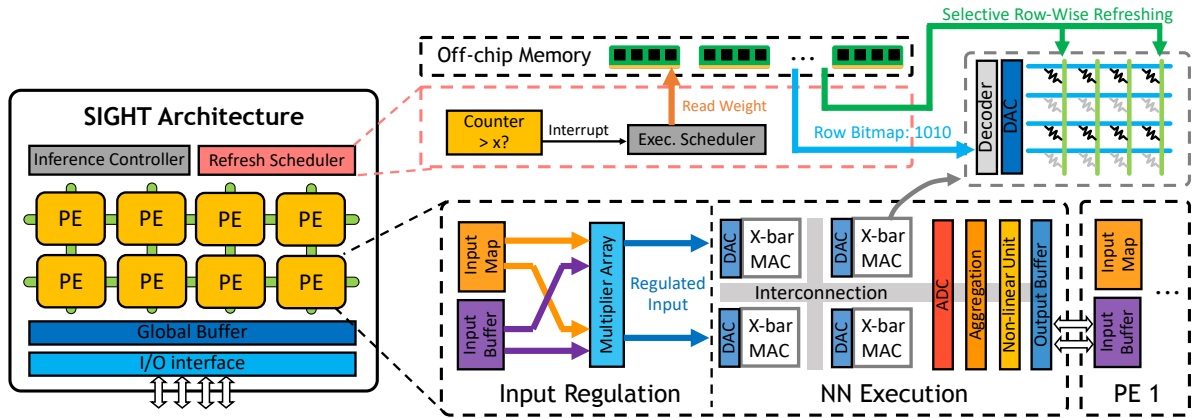 Selective Row-Wise Refreshing
Off-chip Memory
...
Read Weight
Row Bitmap: 1010
Counter
> x?
Interrupt
Exec. Scheduler
Decoder
DAC
SIGHT Architecture
Inference Controller
Refresh Scheduler
PE
PE
PE
PE
PE
PE
PE
PE
Global Buffer
I/O interface
Input
Map
Input
Buffer
Multiplier Array
Regulated
Input
Input Regulation
DAC
X-bar
MAC
DAC
X-bar
MAC
Interconnection
DAC
X-bar
MAC
DAC
X-bar
MAC
ADC
Aggregation
Non-linear Unit
Output Buffer
NN Execution
Input
Map
Input
Buffer
...
PE 1